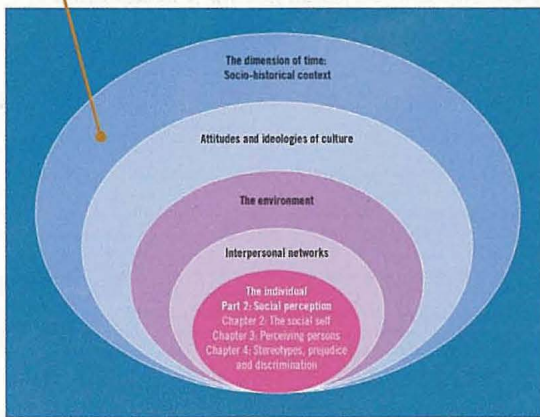 The dimension of time:
Socio-historical context
Attitudes and ideologies of culture
The environment
Interpersonal networks
The individual
Part 2: Social perception
Chapter 2: The social self
Chapter 3: Perceiving persons
Chapter 4: Stereotypes, prejudice
and discrimination